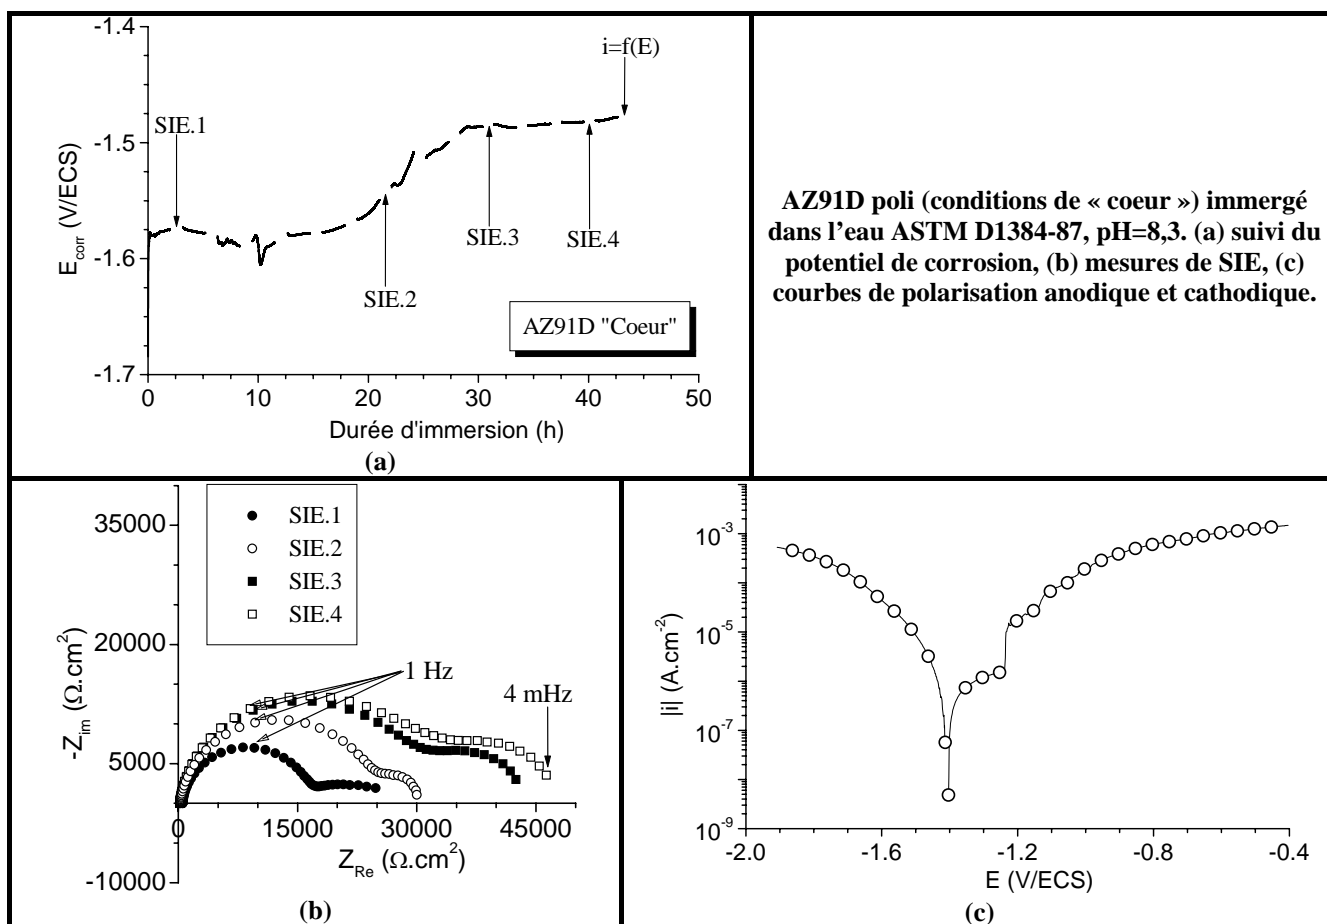 -1.4
-1.5
-1.6
-1.7
E_corr (V/ECS)
i=f(E)
SIE.1
SIE.2
SIE.3
SIE.4
AZ91D "Coeur"
0 10 20 30 40 50
Durée d'immersion (h)
(a)
AZ91D poli (conditions de « coeur ») immergé
dans l'eau ASTM D1384-87, pH=8,3. (a) suivi du
potentiel de corrosion, (b) mesures de SIE, (c)
courbes de polarisation anodique et cathodique.
35000
20000
5000
-10000
-Z_im (Ω.cm²)
SIE.1
SIE.2
SIE.3
SIE.4
1 Hz
4 mHz
0 15000 30000 45000
Z_Re (Ω.cm²)
(b)
10⁻³
10⁻⁵
10⁻⁷
10⁻⁹
|i| (A.cm⁻²)
-2.0 -1.6 -1.2 -0.8 -0.4
E (V/ECS)
(c)